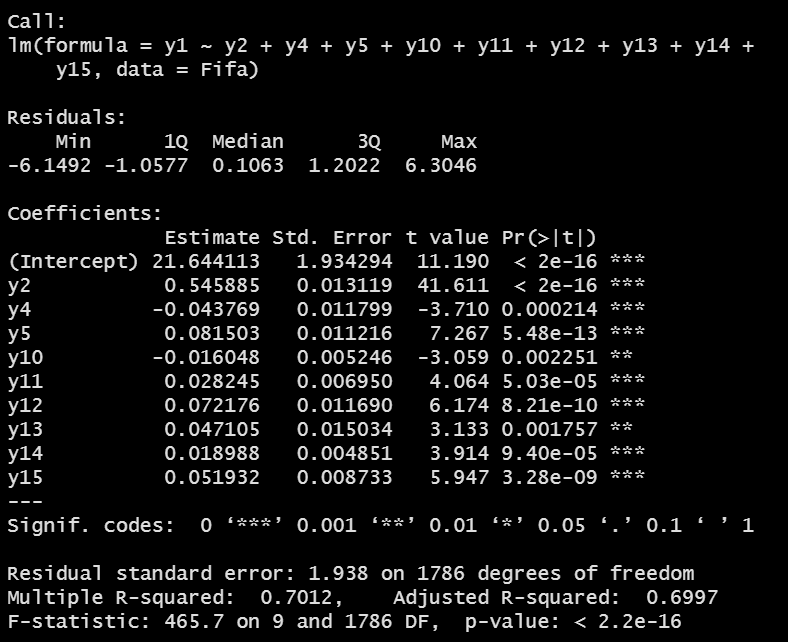 Call:
lm(formula = y1 ~ y2 + y4 + y5 + y10 + y11 + y12 + y13 + y14 +
    y15, data = Fifa)

Residuals:
    Min      1Q  Median      3Q     Max
-6.1492 -1.0577  0.1063  1.2022  6.3046

Coefficients:
             Estimate Std. Error t value Pr(>|t|)
(Intercept) 21.644113   1.934294  11.190  < 2e-16 ***
y2           0.545885   0.013119  41.611  < 2e-16 ***
y4          -0.043769   0.011799  -3.710 0.000214 ***
y5           0.081503   0.011216   7.267 5.48e-13 ***
y10         -0.016048   0.005246  -3.059 0.002251 **
y11          0.028245   0.006950   4.064 5.03e-05 ***
y12          0.072176   0.011690   6.174 8.21e-10 ***
y13          0.047105   0.015034   3.133 0.001757 **
y14          0.018988   0.004851   3.914 9.40e-05 ***
y15          0.051932   0.008733   5.947 3.28e-09 ***
---
Signif. codes:  0 ‘***’ 0.001 ‘**’ 0.01 ‘*’ 0.05 ‘.’ 0.1 ‘ ’ 1

Residual standard error: 1.938 on 1786 degrees of freedom
Multiple R-squared:  0.7012,    Adjusted R-squared:  0.6997
F-statistic: 465.7 on 9 and 1786 DF,  p-value: < 2.2e-16